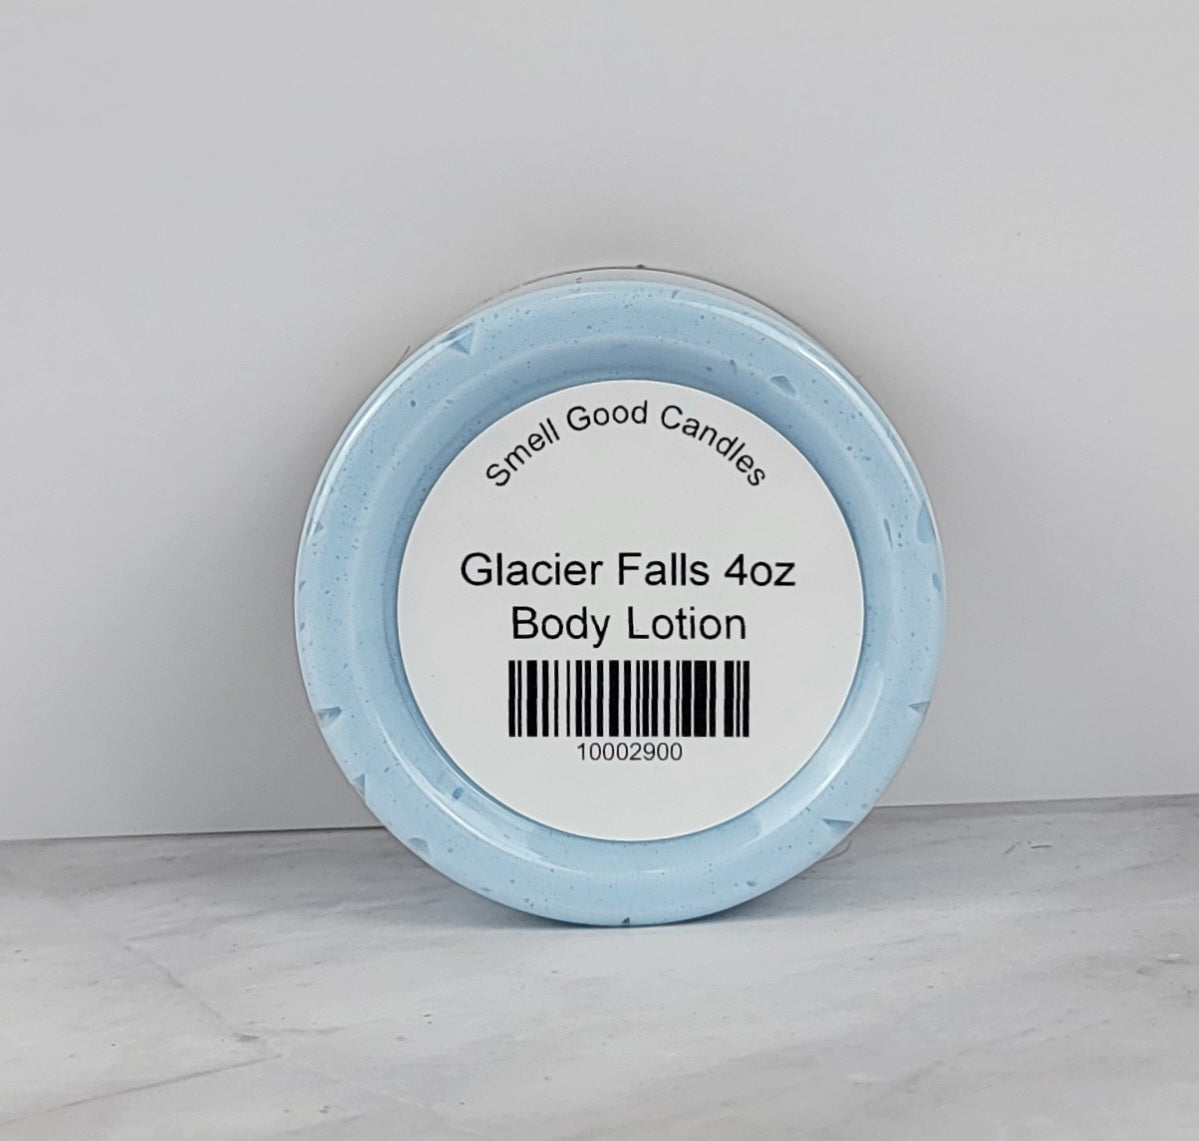 Smell Good Candles
Glacier Falls 4oz
Body Lotion
10002900